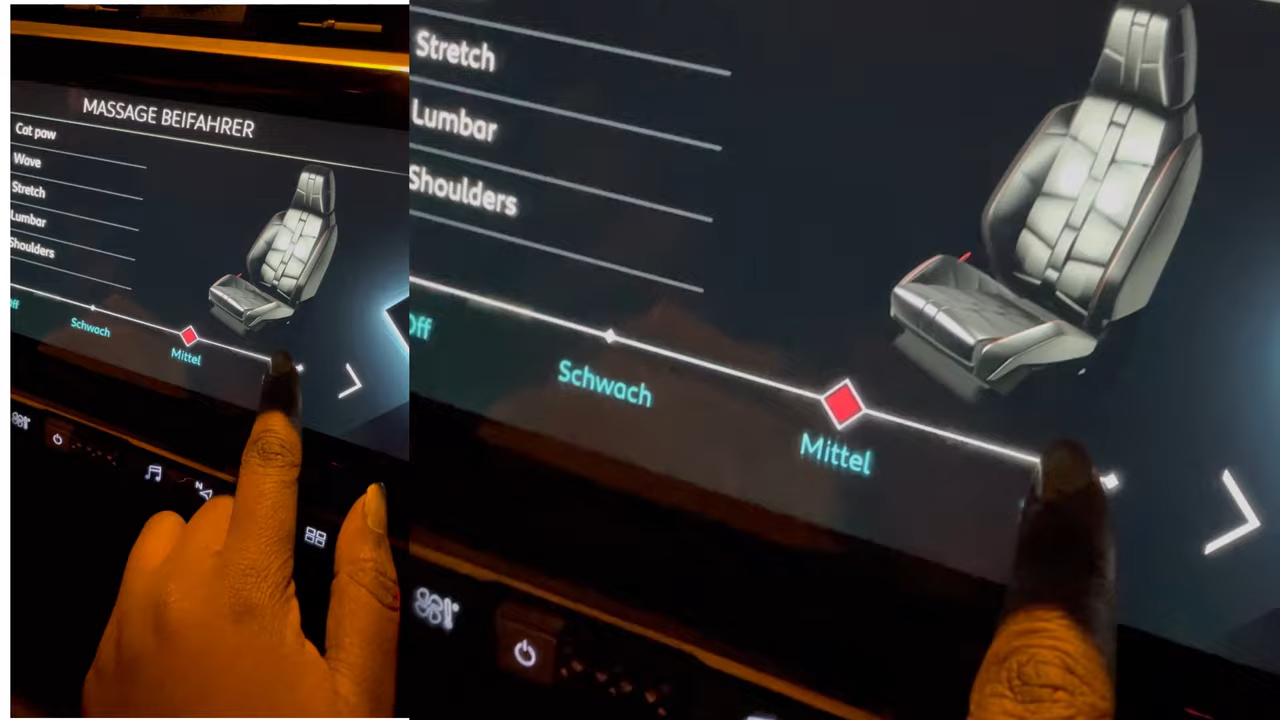 MASSAGE BEIFAHRER
Cat paw
Wave
Stretch
Lumbar
Shoulders
Off
Schwach
Mittel
N
Stretch
Lumbar
Shoulders
Off
Schwach
Mittel